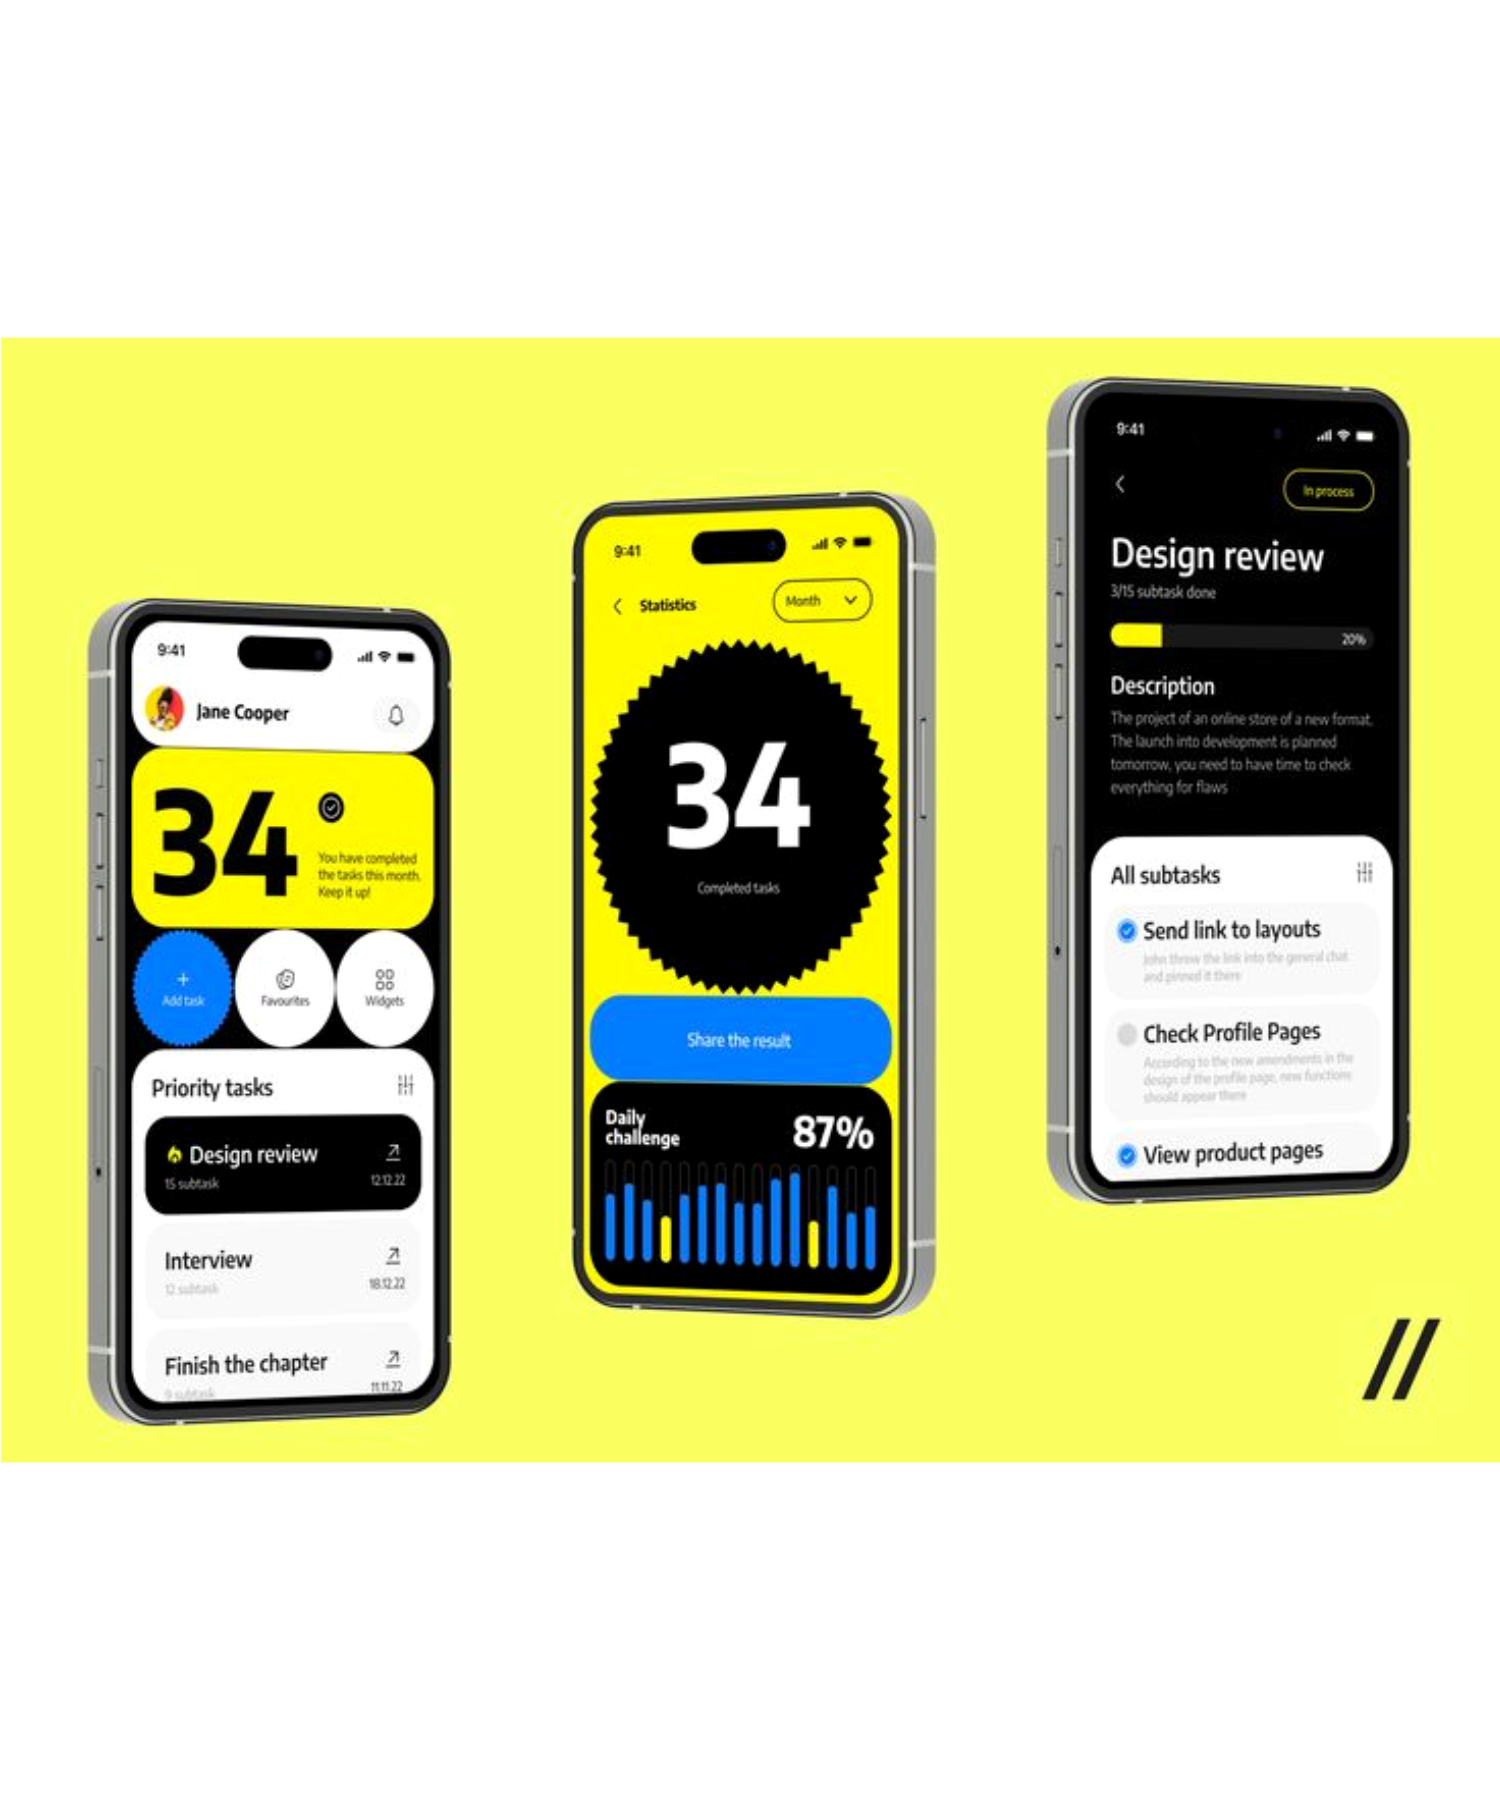 9:41
Jane Cooper
34
You have completed
the tasks this month.
Keep it up!
Add task
Favourites
Widgets
Priority tasks
Design review
15 subtask
12.12.22
Interview
12 subtask
18.12.22
Finish the chapter
9 subtask
11.11.22
9:41
Statistics
Month
34
Completed tasks
Share the result
Daily
challenge
87%
9:41
In process
Design review
3/15 subtask done
20%
Description
The project of an online store of a new format.
The launch into development is planned
tomorrow, you need to have time to check
everything for flaws
All subtasks
Send link to layouts
John threw the link into the general chat
and pinned it there
Check Profile Pages
According to the new amendments in the
design of the profile page, new functions
should appear there
View product pages